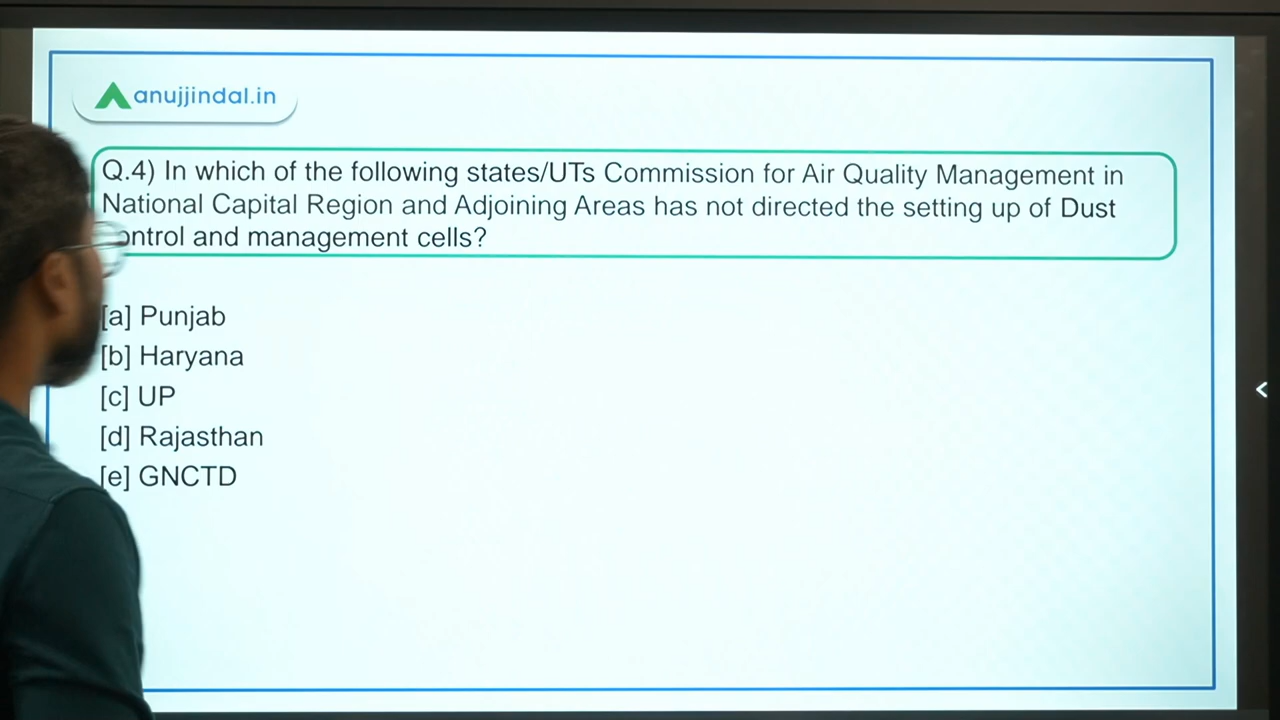 anujjindal.in
Q.4) In which of the following states/UTs Commission for Air Quality Management in
National Capital Region and Adjoining Areas has not directed the setting up of Dust
ontrol and management cells?
[a] Punjab
[b] Haryana
[c] UP
[d] Rajasthan
[e] GNCTD